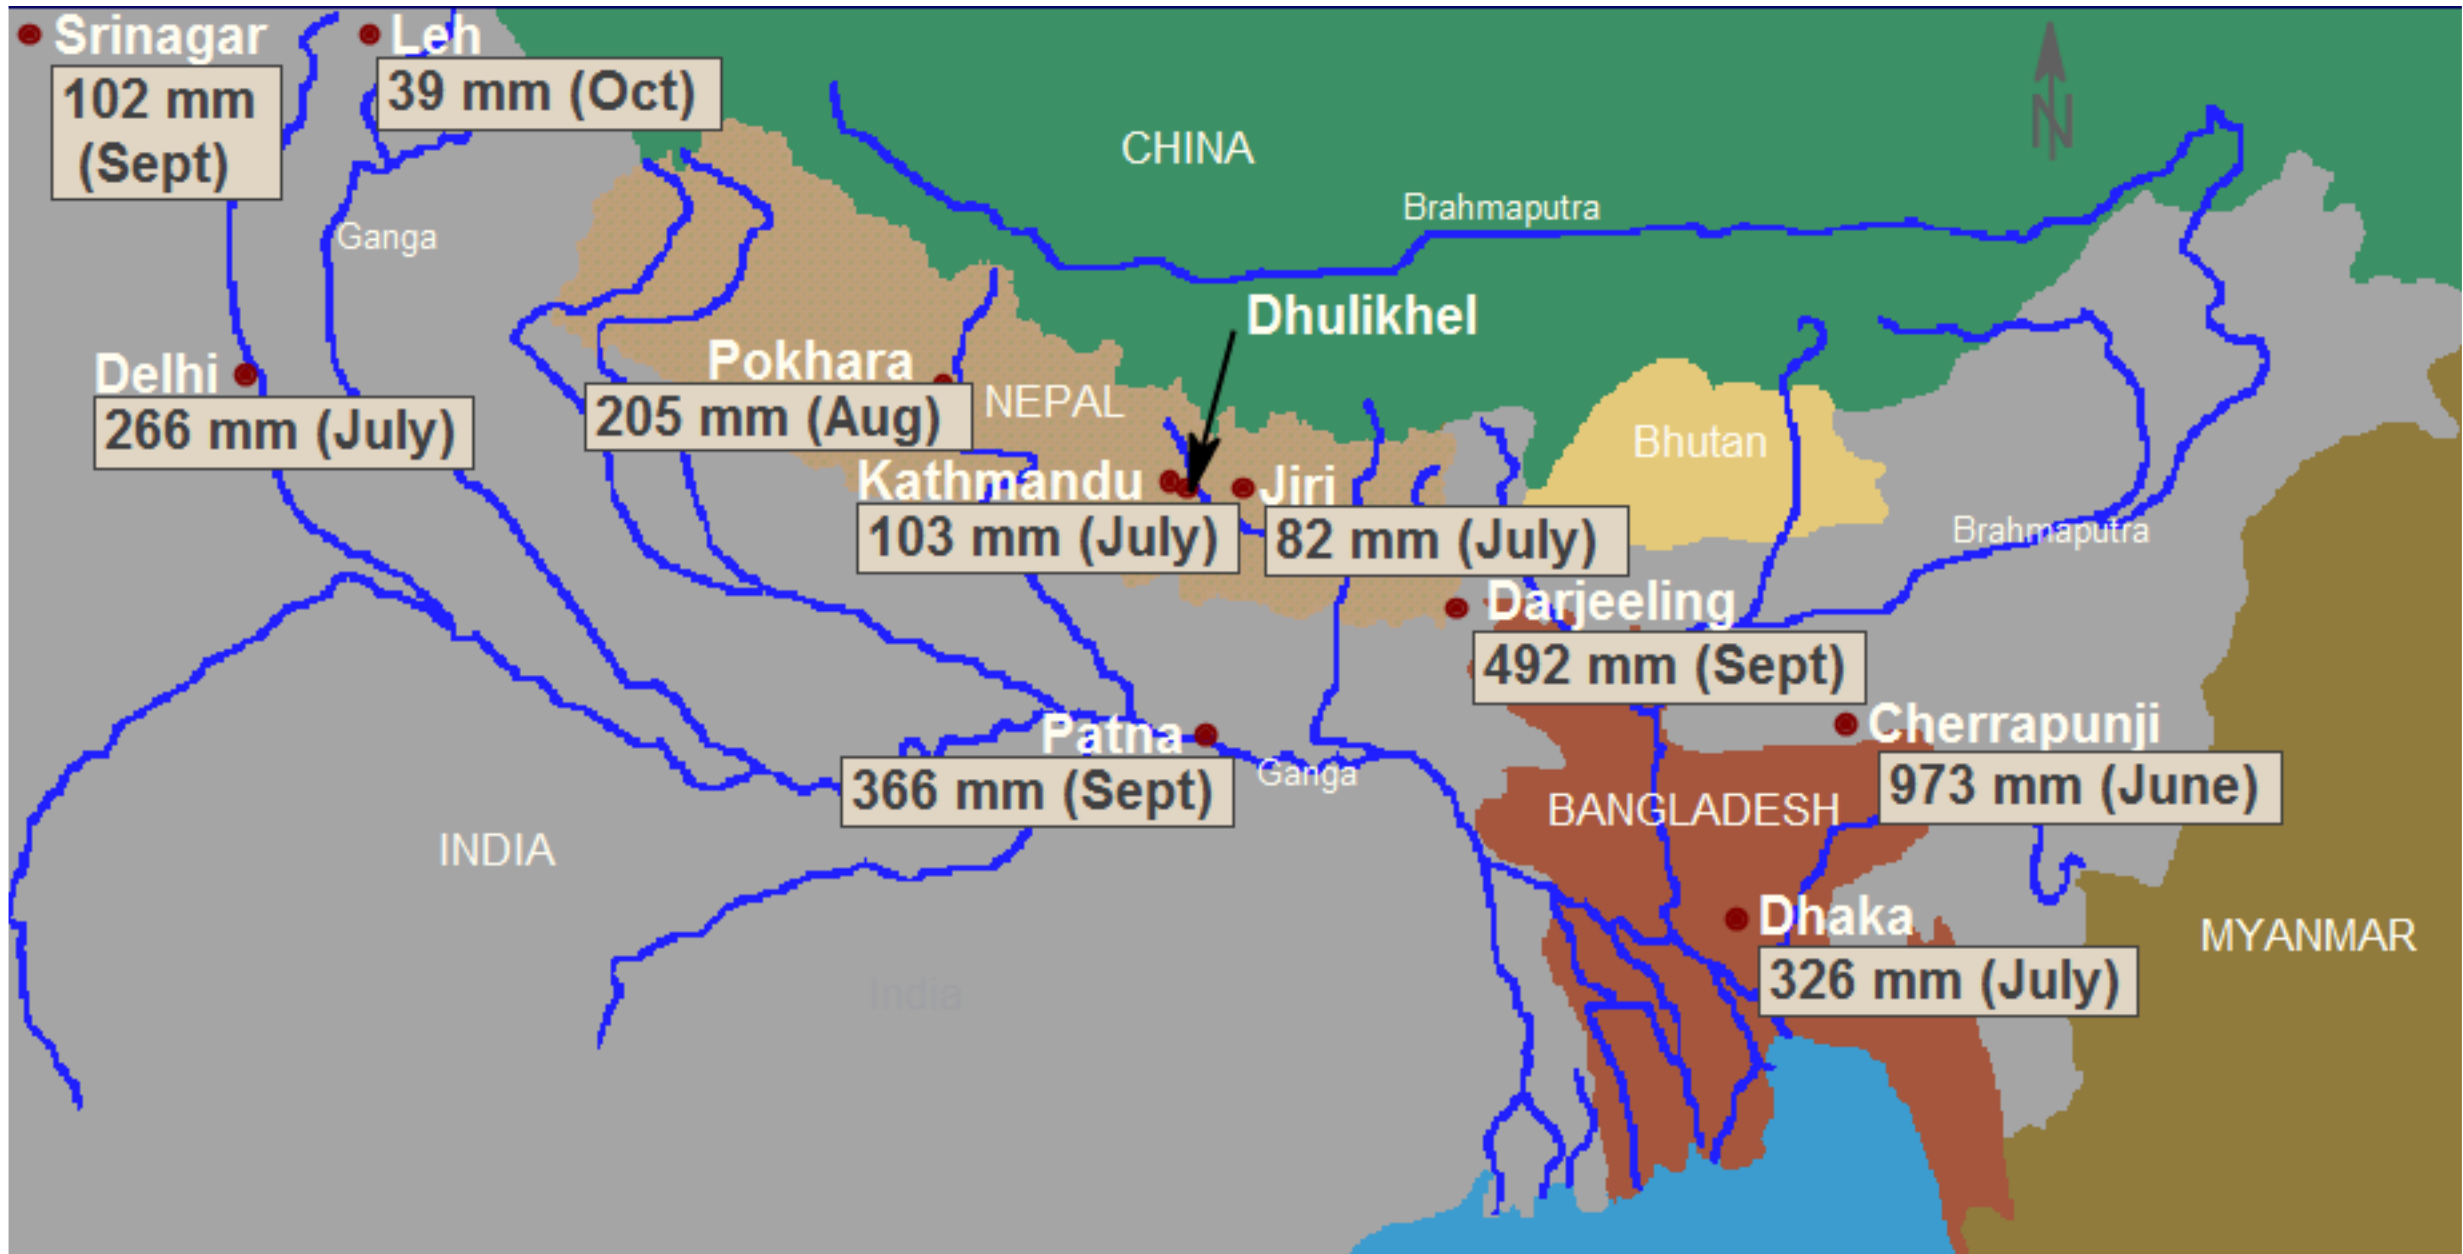 Srinagar
102 mm
(Sept)
Leh
39 mm (Oct)
N
CHINA
Brahmaputra
Ganga
Dhulikhel
Delhi
266 mm (July)
Pokhara
205 mm (Aug)
NEPAL
Bhutan
Kathmandu
103 mm (July)
Jiri
82 mm (July)
Brahmaputra
Darjeeling
492 mm (Sept)
Patna
366 mm (Sept)
Ganga
Cherrapunji
973 mm (June)
BANGLADESH
INDIA
Dhaka
326 mm (July)
MYANMAR
India